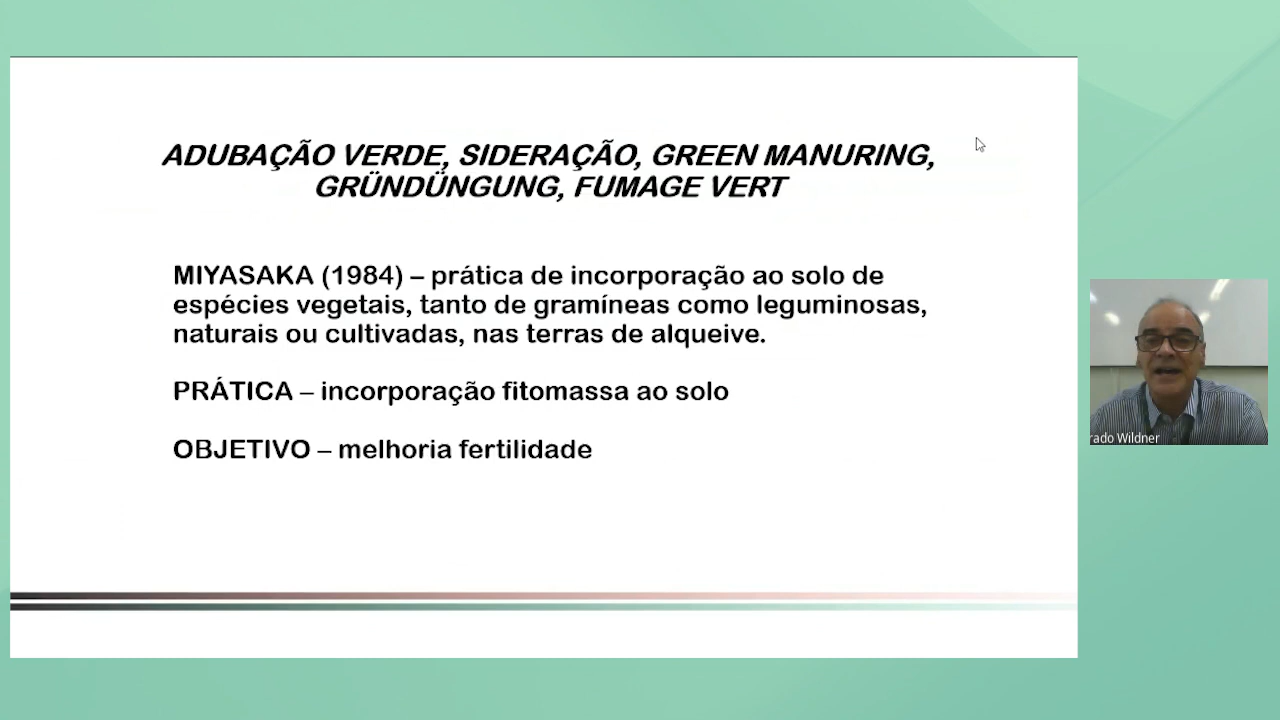 ADUBAÇÃO VERDE, SIDERAÇÃO, GREEN MANURING,
GRÜNDÜNGUNG, FUMAGE VERT
MIYASAKA (1984) – prática de incorporação ao solo de
espécies vegetais, tanto de gramíneas como leguminosas,
naturais ou cultivadas, nas terras de alqueive.
PRÁTICA – incorporação fitomassa ao solo
OBJETIVO – melhoria fertilidade
rado Wildner